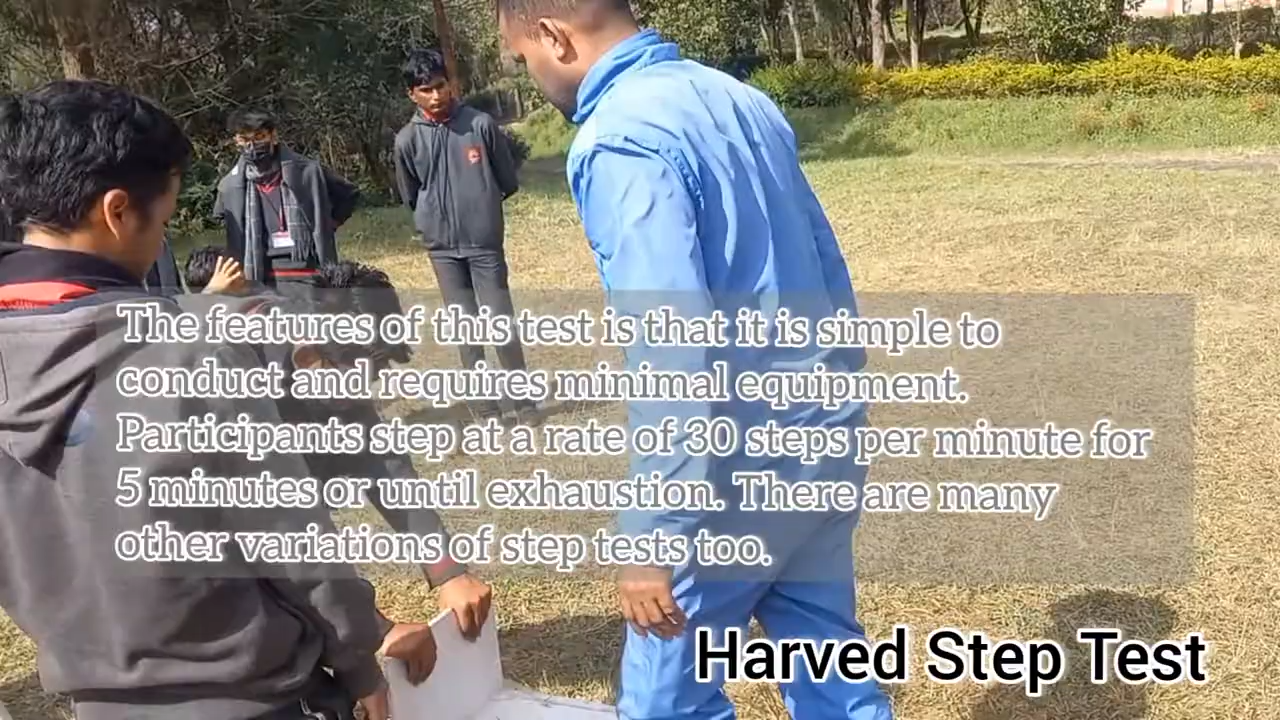 The features of this test is that it is simple to
conduct and requires minimal equipment.
Participants step at a rate of 30 steps per minute for
5 minutes or until exhaustion. There are many
other variations of step tests too.
Harved Step Test